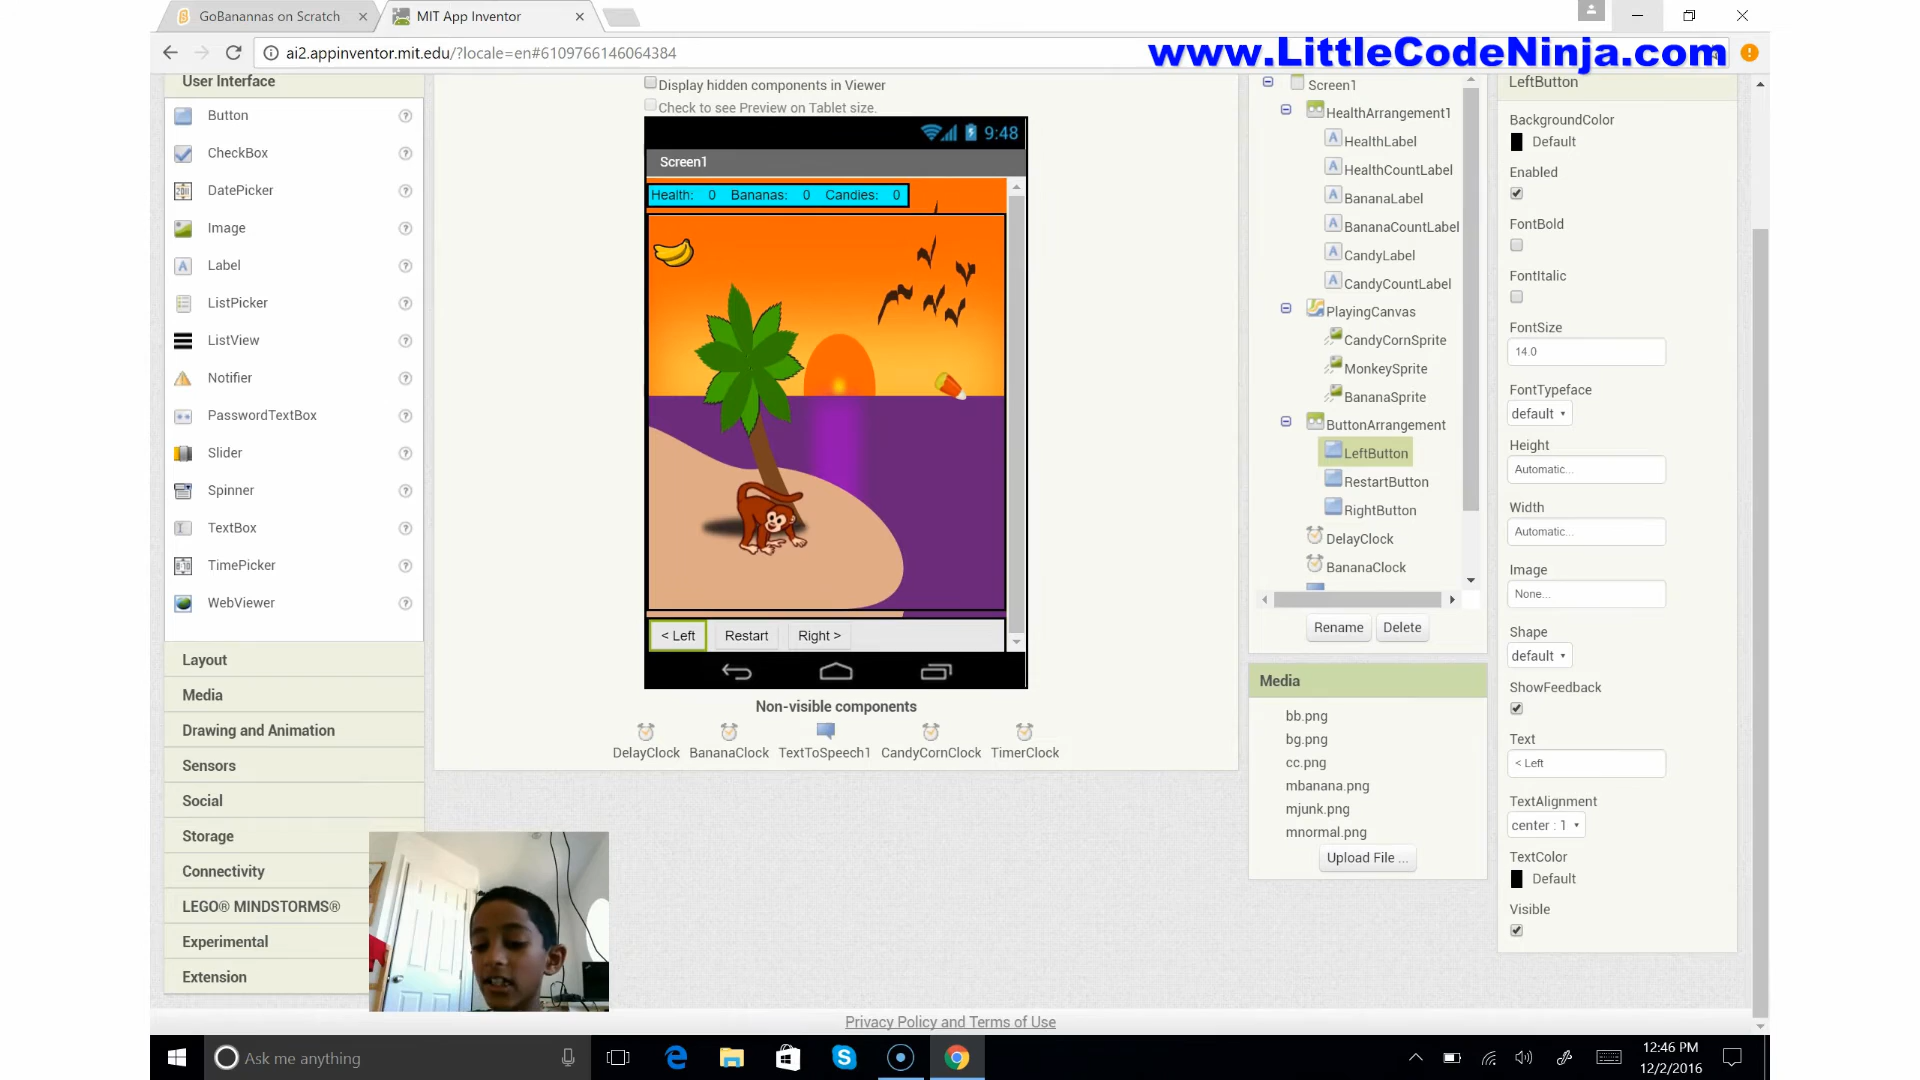 GoBanannas on Scratch
MIT App Inventor
ai2.appinventor.mit.edu/?locale=en#6109766146064384
www.LittleCodeNinja.com
User Interface
Button
CheckBox
DatePicker
Image
Label
ListPicker
ListView
Notifier
PasswordTextBox
Slider
Spinner
TextBox
TimePicker
WebViewer
Layout
Media
Drawing and Animation
Sensors
Social
Storage
Connectivity
LEGO® MINDSTORMS®
Experimental
Extension
Display hidden components in Viewer
Check to see Preview on Tablet size.
9:48
Screen1
Health: 0 Bananas: 0 Candies: 0
< Left Restart Right >
Non-visible components
DelayClock BananaClock TextToSpeech1 CandyCornClock TimerClock
Screen1
HealthArrangement1
HealthLabel
HealthCountLabel
BananaLabel
BananaCountLabel
CandyLabel
CandyCountLabel
PlayingCanvas
CandyCornSprite
MonkeySprite
BananaSprite
ButtonArrangement
LeftButton
RestartButton
RightButton
DelayClock
BananaClock
Rename Delete
Media
bb.png
bg.png
cc.png
mbanana.png
mjunk.png
mnormal.png
Upload File ...
LeftButton
BackgroundColor
Default
Enabled
FontBold
FontItalic
FontSize
14.0
FontTypeface
default
Height
Automatic...
Width
Automatic...
Image
None...
Shape
default
ShowFeedback
Text
< Left
TextAlignment
center : 1
TextColor
Default
Visible
Privacy Policy and Terms of Use
Ask me anything
12:46 PM
12/2/2016